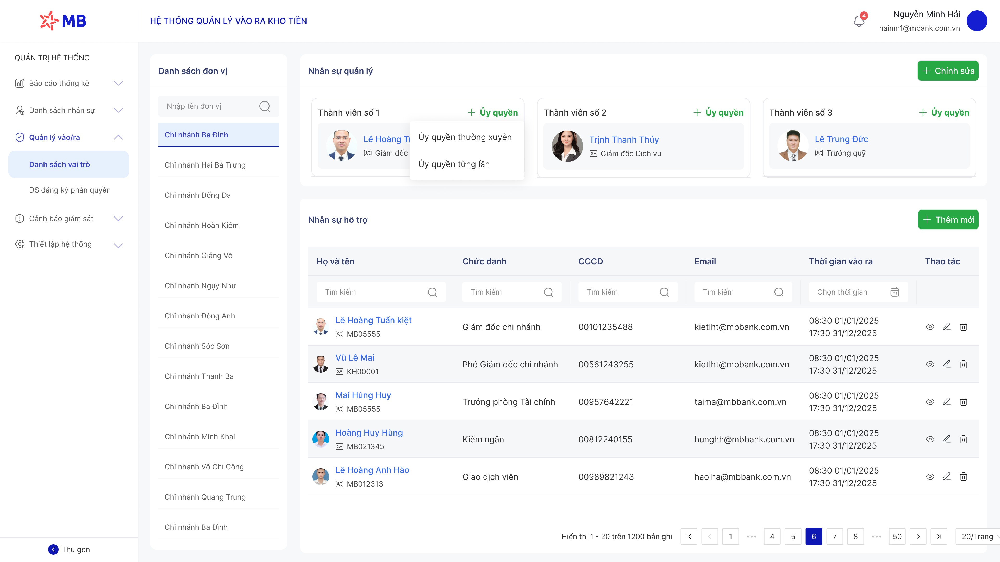 MB
HỆ THỐNG QUẢN LÝ VÀO RA KHO TIỀN
4
Nguyễn Minh Hải
hainm1@mbank.com.vn
QUẢN TRỊ HỆ THỐNG
Báo cáo thống kê
Danh sách nhân sự
Quản lý vào/ra
Danh sách vai trò
DS đăng ký phân quyền
Cảnh báo giám sát
Thiết lập hệ thống
Thu gọn
Danh sách đơn vị
Nhập tên đơn vị
Chi nhánh Ba Đình
Chi nhánh Hai Bà Trưng
Chi nhánh Đống Đa
Chi nhánh Hoàn Kiếm
Chi nhánh Giảng Võ
Chi nhánh Ngụy Như
Chi nhánh Đông Anh
Chi nhánh Sóc Sơn
Chi nhánh Thanh Ba
Chi nhánh Ba Đình
Chi nhánh Minh Khai
Chi nhánh Võ Chí Công
Chi nhánh Quang Trung
Chi nhánh Ba Đình
Nhân sự quản lý
Chỉnh sửa
Thành viên số 1
Ủy quyền
Lê Hoàng
Giám đốc
Ủy quyền thường xuyên
Ủy quyền từng lần
Thành viên số 2
Ủy quyền
Trịnh Thanh Thủy
Giám đốc Dịch vụ
Thành viên số 3
Ủy quyền
Lê Trung Đức
Trưởng quỹ
Nhân sự hỗ trợ
Thêm mới
Họ và tên Chức danh CCCD Email Thời gian vào ra Thao tác
Tìm kiếm Tìm kiếm Tìm kiếm Tìm kiếm Chọn thời gian
Lê Hoàng Tuấn kiệt
MB05555
Giám đốc chi nhánh
00101235488
kietlht@mbbank.com.vn
08:30 01/01/2025
17:30 31/12/2025
Vũ Lê Mai
KH00001
Phó Giám đốc chi nhánh
00561243255
kietlht@mbbank.com.vn
08:30 01/01/2025
17:30 31/12/2025
Mai Hùng Huy
MB05555
Trưởng phòng Tài chính
00957642221
taima@mbbank.com.vn
08:30 01/01/2025
17:30 31/12/2025
Hoàng Huy Hùng
MB021345
Kiểm ngân
00812240155
hunghh@mbbank.com.vn
08:30 01/01/2025
17:30 31/12/2025
Lê Hoàng Anh Hào
MB012313
Giao dịch viên
00989821243
haolha@mbbank.com.vn
08:30 01/01/2025
17:30 31/12/2025
Hiển thị 1 - 20 trên 1200 bản ghi 1 ••• 4 5 6 7 8 ••• 50 20/Trang